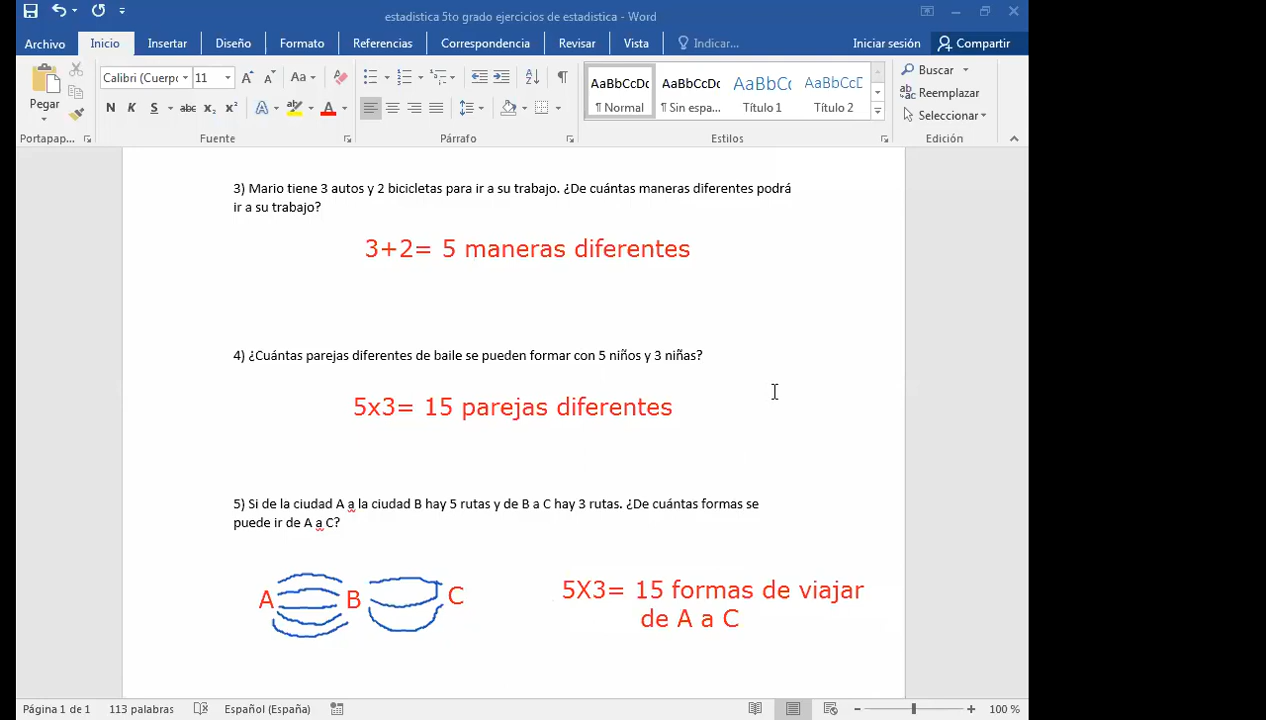 estadistica 5to grado ejercicios de estadistica - Word
Archivo Inicio Insertar Diseño Formato Referencias Correspondencia Revisar Vista Indicar... Iniciar sesión Compartir
Pegar
Calibri (Cuerpo 11
Aa
N K S abc x₂ x²
AaBbCcDc AaBbCcDc AaBbCc AaBbCcD
¶ Normal ¶ Sin espa... Título 1 Título 2
Buscar
Reemplazar
Seleccionar
Portapap... Fuente Párrafo Estilos Edición
3) Mario tiene 3 autos y 2 bicicletas para ir a su trabajo. ¿De cuántas maneras diferentes podrá
ir a su trabajo?
3+2= 5 maneras diferentes
4) ¿Cuántas parejas diferentes de baile se pueden formar con 5 niños y 3 niñas?
5x3= 15 parejas diferentes
5) Si de la ciudad A a la ciudad B hay 5 rutas y de B a C hay 3 rutas. ¿De cuántas formas se
puede ir de A a C?
A B C
5X3= 15 formas de viajar
de A a C
Página 1 de 1 113 palabras Español (España) 100 %